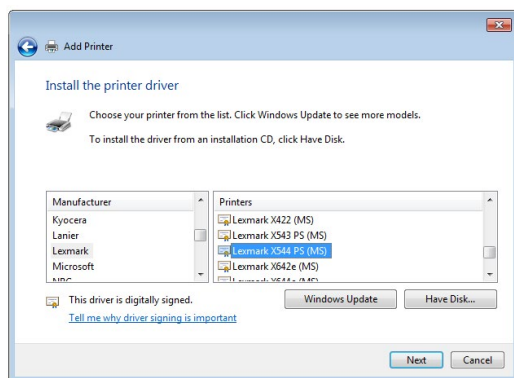 Add Printer
Install the printer driver
Choose your printer from the list. Click Windows Update to see more models.
To install the driver from an installation CD, click Have Disk.
Manufacturer
Kyocera
Lanier
Lexmark
Microsoft
Printers
Lexmark X422 (MS)
Lexmark X543 PS (MS)
Lexmark X544 PS (MS)
Lexmark X642e (MS)
This driver is digitally signed.
Tell me why driver signing is important
Windows Update
Have Disk...
Next
Cancel